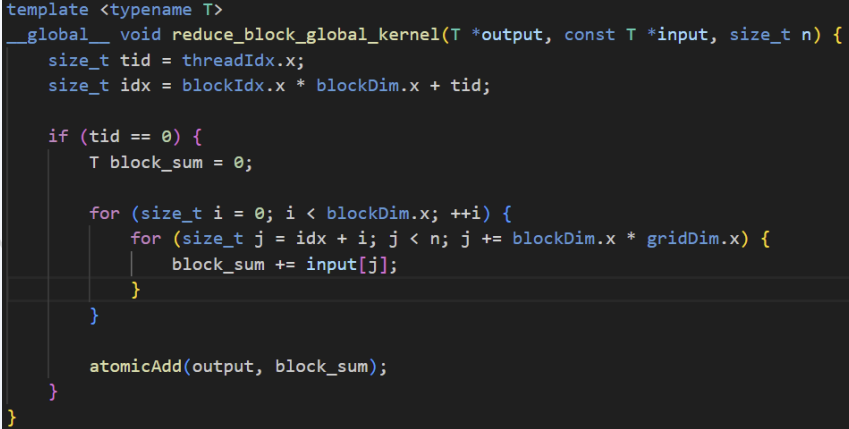 template <typename T>
__global__ void reduce_block_global_kernel(T *output, const T *input, size_t n) {
    size_t tid = threadIdx.x;
    size_t idx = blockIdx.x * blockDim.x + tid;

    if (tid == 0) {
        T block_sum = 0;

        for (size_t i = 0; i < blockDim.x; ++i) {
            for (size_t j = idx + i; j < n; j += blockDim.x * gridDim.x) {
                block_sum += input[j];
            }
        }

        atomicAdd(output, block_sum);
    }
}